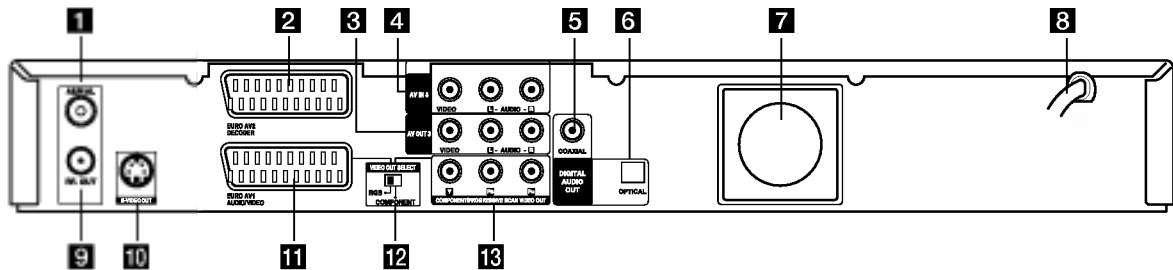 1 2 3 4 5 6 7 8
AERIAL
AV IN 3
VIDEO L - AUDIO - R
EURO AV2
DECODER
AV OUT 3
VIDEO L - AUDIO - R
COAXIAL
DIGITAL
AUDIO
OUT
OPTICAL
RF. OUT
S-VIDEO OUT
EURO AV1
AUDIO/VIDEO
VIDEO OUT SELECT
RGB
COMPONENT
Y PB PR
COMPONENT/PROGRESSIVE SCAN VIDEO OUT
9 10 11 12 13